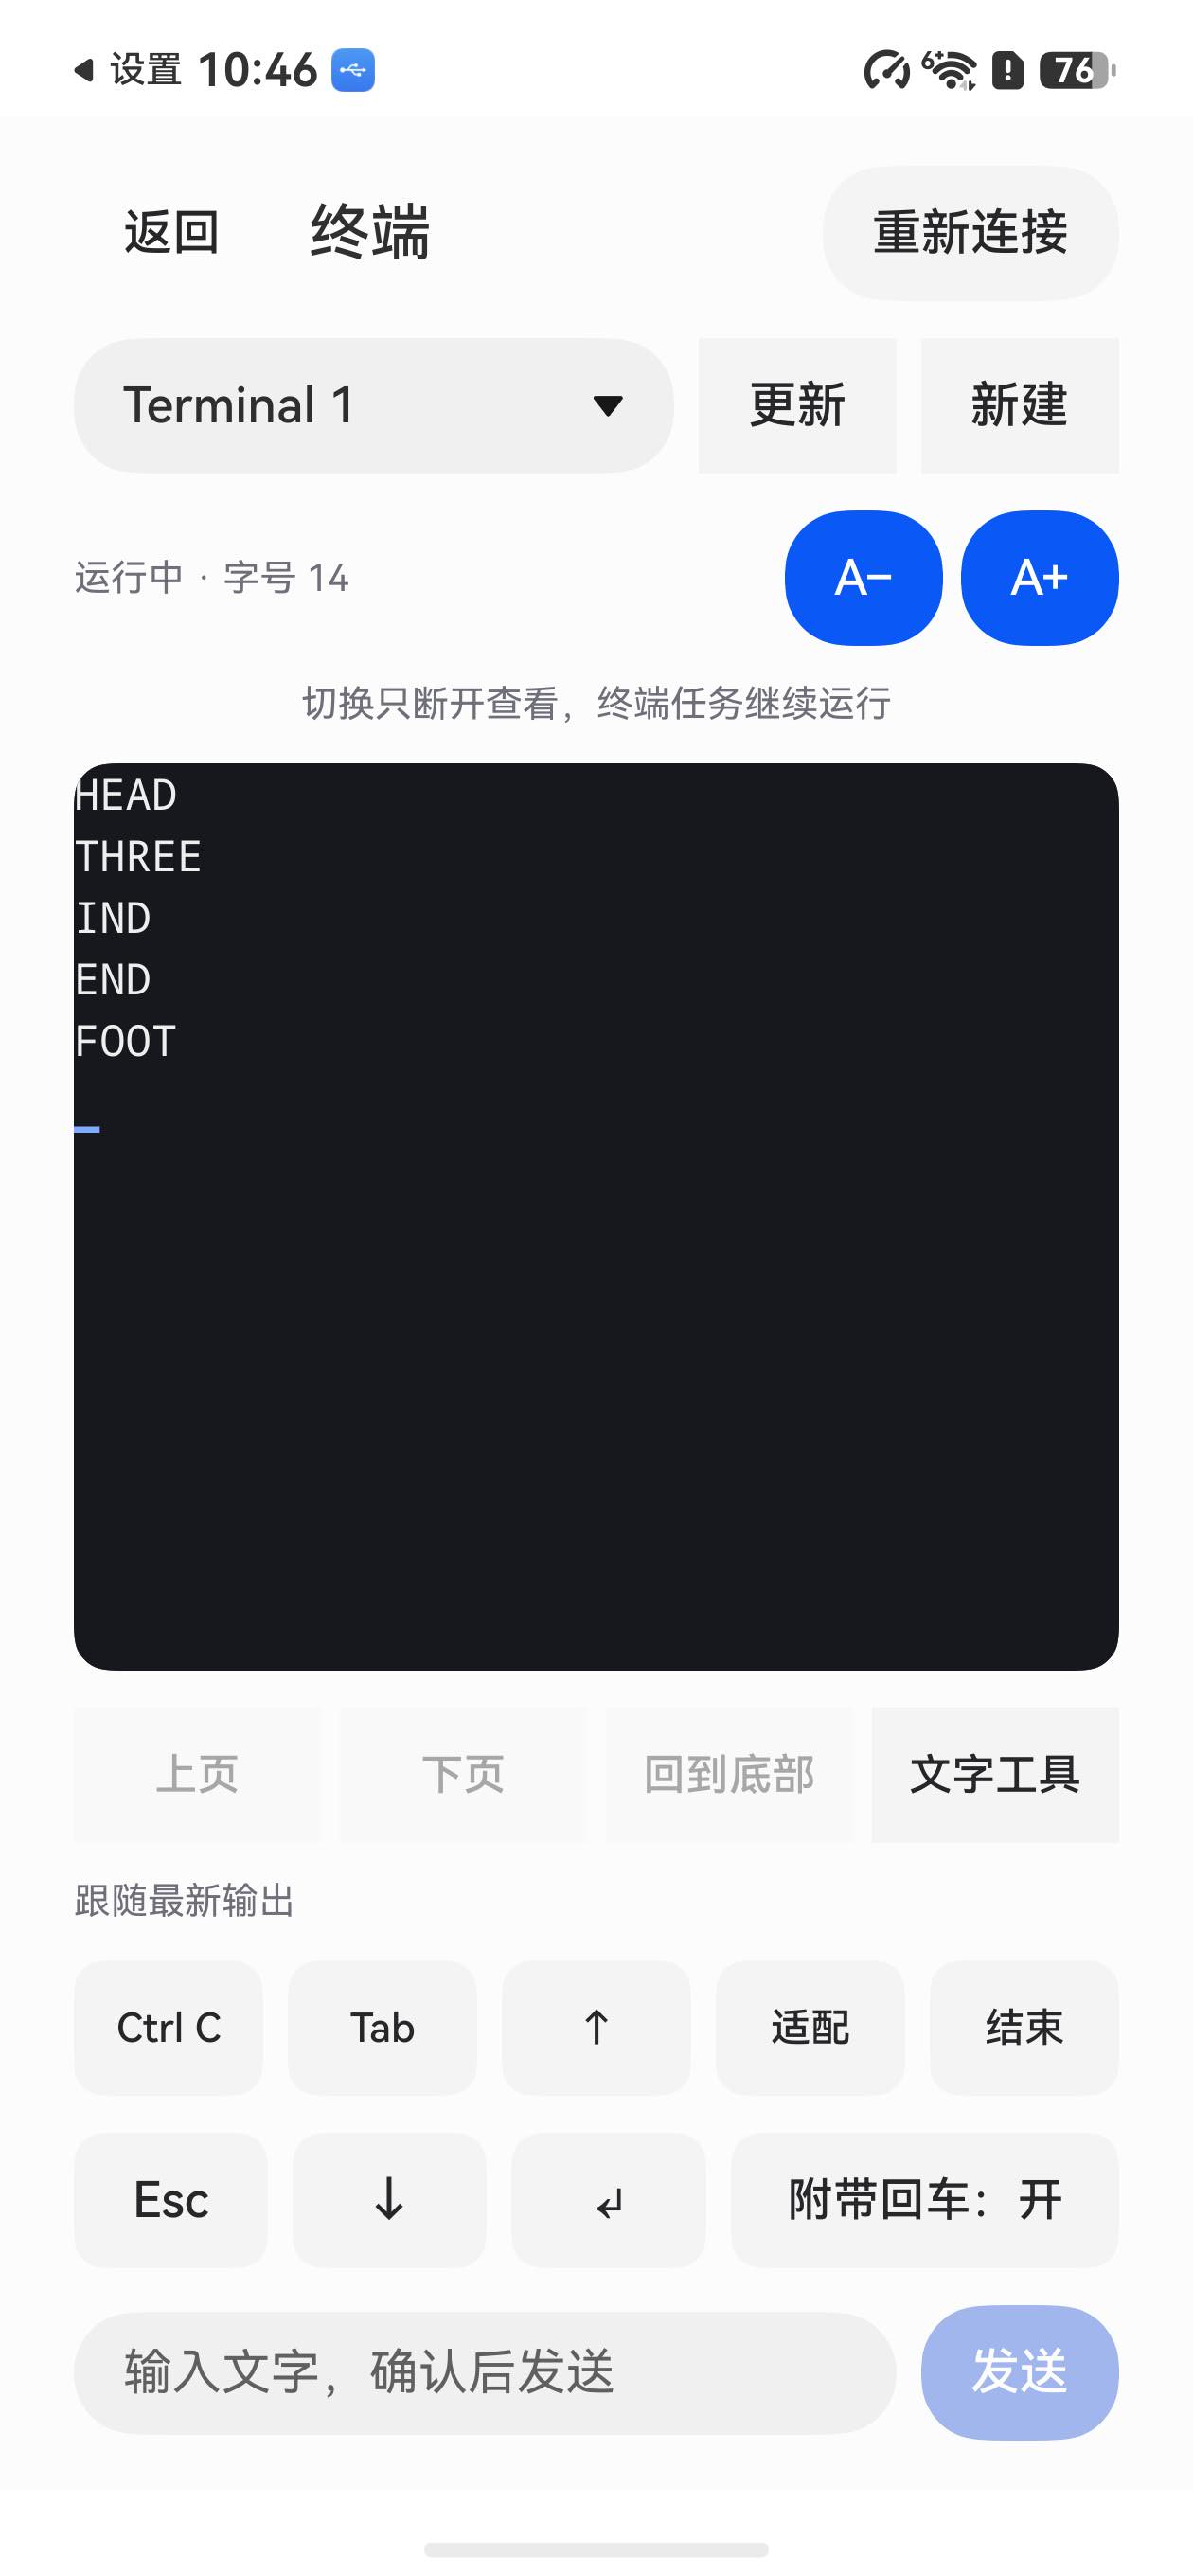 设置 10:46 6+ 76
返回 终端 重新连接
Terminal 1 更新 新建
运行中 · 字号 14 A- A+
切换只断开查看，终端任务继续运行
HEAD
THREE
IND
END
FOOT
上页 下页 回到底部 文字工具
跟随最新输出
Ctrl C Tab ↑ 适配 结束
Esc ↓ ↲ 附带回车：开
输入文字，确认后发送 发送